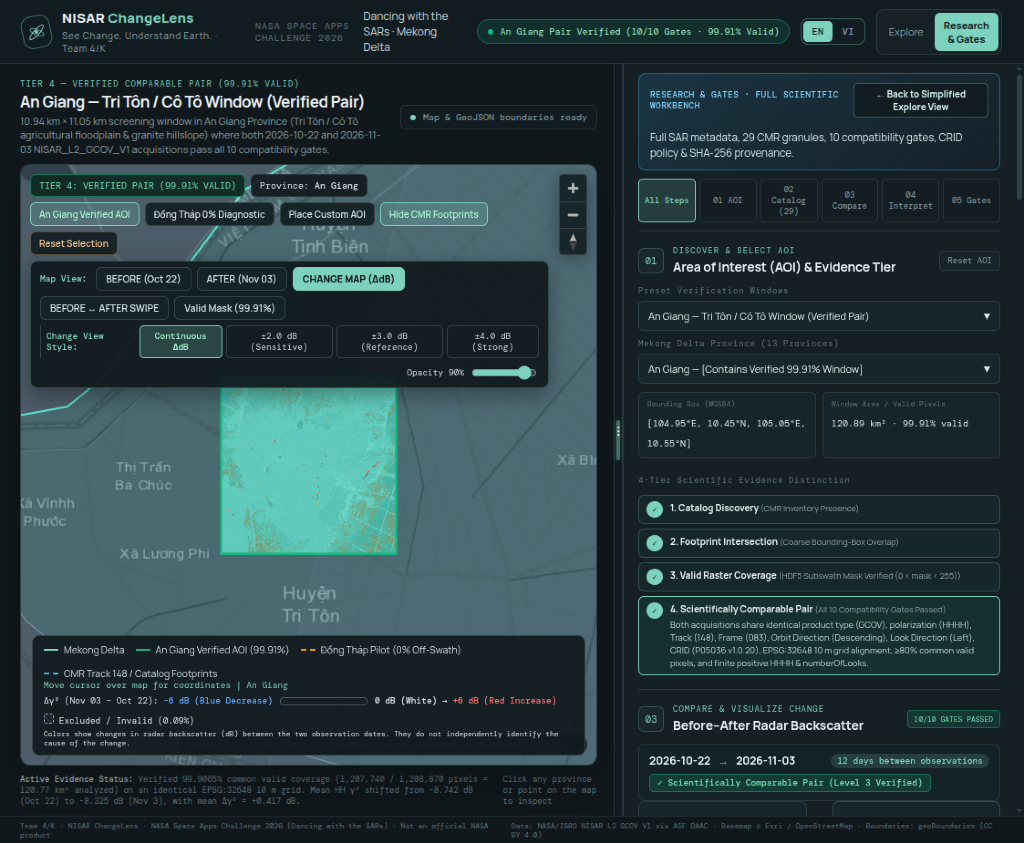 NISAR ChangeLens
See Change. Understand Earth. ·
Team 4/K
NASA SPACE APPS
CHALLENGE 2026
Dancing with the
SARs · Mekong
Delta
An Giang Pair Verified (10/10 Gates · 99.91% Valid)
EN
VI
Explore
Research
& Gates
TIER 4 — VERIFIED COMPARABLE PAIR (99.91% VALID)
An Giang — Tri Tôn / Cô Tô Window (Verified Pair)
10.94 km × 11.05 km screening window in An Giang Province (Tri Tôn / Cô Tô
agricultural floodplain & granite hillslope) where both 2026-10-22 and 2026-11-
03 NISAR_L2_GCOV_V1 acquisitions pass all 10 compatibility gates.
Map & GeoJSON boundaries ready
TIER 4: VERIFIED PAIR (99.91% VALID)
Province: An Giang
An Giang Verified AOI
Đồng Tháp 0% Diagnostic
Place Custom AOI
Hide CMR Footprints
Reset Selection
Huyện
Tịnh Biên
Map View:
BEFORE (Oct 22)
AFTER (Nov 03)
CHANGE MAP (ΔdB)
BEFORE ↔ AFTER SWIPE
Valid Mask (99.91%)
Change View
Style:
Continuous
ΔdB
±2.0 dB
(Sensitive)
±3.0 dB
(Reference)
±4.0 dB
(Strong)
Opacity 90%
Thị Trấn
Ba Chúc
Xã Vĩnh
Phước
Xã Lương Phi
Huyện
Tri Tôn
Mekong Delta
An Giang Verified AOI (99.91%)
Đồng Tháp Pilot (0% Off-Swath)
CMR Track 148 / Catalog Footprints
Move cursor over map for coordinates | An Giang
Δγ⁰ (Nov 03 − Oct 22): -6 dB (Blue Decrease)
0 dB (White) → +6 dB (Red Increase)
Excluded / Invalid (0.09%)
Colors show changes in radar backscatter (dB) between the two observation dates. They do not independently identify the
cause of the change.
Active Evidence Status: Verified 99.9065% common valid coverage (1,207,740 / 1,208,870 pixels =
120.77 km² analyzed) on an identical EPSG:32648 10 m grid. Mean HH γ⁰ shifted from -8.742 dB
(Oct 22) to -8.325 dB (Nov 3), with mean Δγ⁰ = +0.417 dB.
Click any province
or point on the map
to inspect
RESEARCH & GATES · FULL SCIENTIFIC
WORKBENCH
← Back to Simplified
Explore View
Full SAR metadata, 29 CMR granules, 10 compatibility gates, CRID
policy & SHA-256 provenance.
All Steps
01 AOI
02
Catalog
(29)
03
Compare
04
Interpret
05 Gates
01
DISCOVER & SELECT AOI
Area of Interest (AOI) & Evidence Tier
Reset AOI
Preset Verification Windows
An Giang — Tri Tôn / Cô Tô Window (Verified Pair)
Mekong Delta Province (13 Provinces)
An Giang — [Contains Verified 99.91% Window]
Bounding Box (WGS84)
[104.95°E, 10.45°N, 105.05°E,
10.55°N]
Window Area / Valid Pixels
120.89 km² · 99.91% valid
4-Tier Scientific Evidence Distinction
✓ 1. Catalog Discovery (CMR Inventory Presence)
✓ 2. Footprint Intersection (Coarse Bounding-Box Overlap)
✓ 3. Valid Raster Coverage (HDF5 Subswath Mask Verified (0 < mask < 255))
✓ 4. Scientifically Comparable Pair (All 10 Compatibility Gates Passed)
Both acquisitions share identical product type (GCOV), polarization (HHHH),
Track (148), Frame (083), Orbit Direction (Descending), Look Direction (Left),
CRID (P05036 v1.0.20), EPSG:32648 10 m grid alignment, ≥80% common valid
pixels, and finite positive HHHH & numberOfLooks.
03
COMPARE & VISUALIZE CHANGE
Before–After Radar Backscatter
10/10 GATES PASSED
2026-10-22 → 2026-11-03
12 days between observations
✓ Scientifically Comparable Pair (Level 3 Verified)
Team 4/K · NISAR ChangeLens · NASA Space Apps Challenge 2026 (Dancing with the SARs) · Not an official NASA
product
Data: NASA/ISRO NISAR L2 GCOV V1 via ASF DAAC · Basemap © Esri / OpenStreetMap · Boundaries: geoBoundaries (CC
BY 4.0)